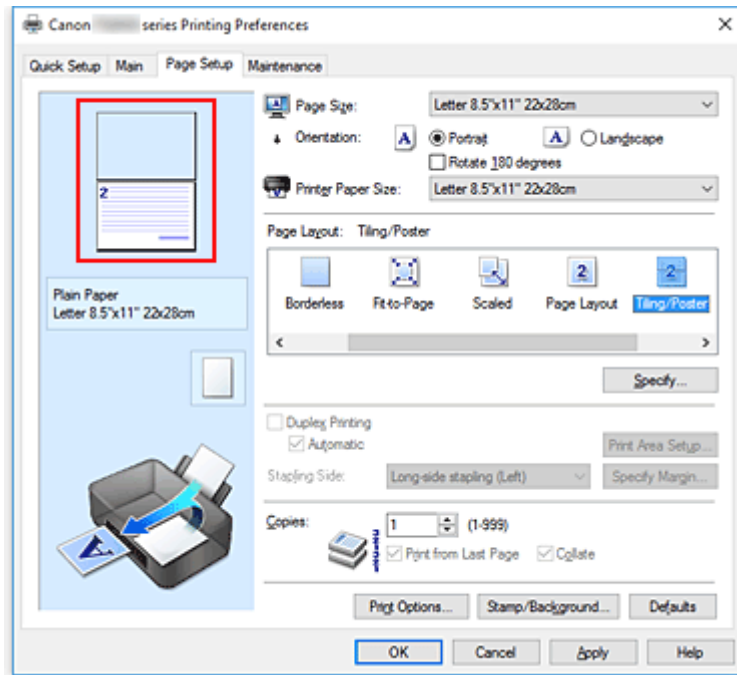 Canon series Printing Preferences
Quick Setup Main Page Setup Maintenance
2
Plain Paper
Letter 8.5"x11" 22x28cm
A
Page Size: Letter 8.5"x11" 22x28cm
Orientation: A Portrait A Landscape
Rotate 180 degrees
Printer Paper Size: Letter 8.5"x11" 22x28cm
Page Layout: Tiling/Poster
2 2
Borderless Fit-to-Page Scaled Page Layout Tiling/Poster
Specify...
Duplex Printing
Automatic Print Area Setup...
Stapling Side: Long-side stapling (Left) Specify Margin...
Copies: 1 (1-999)
Print from Last Page Collate
Print Options... Stamp/Background... Defaults
OK Cancel Apply Help